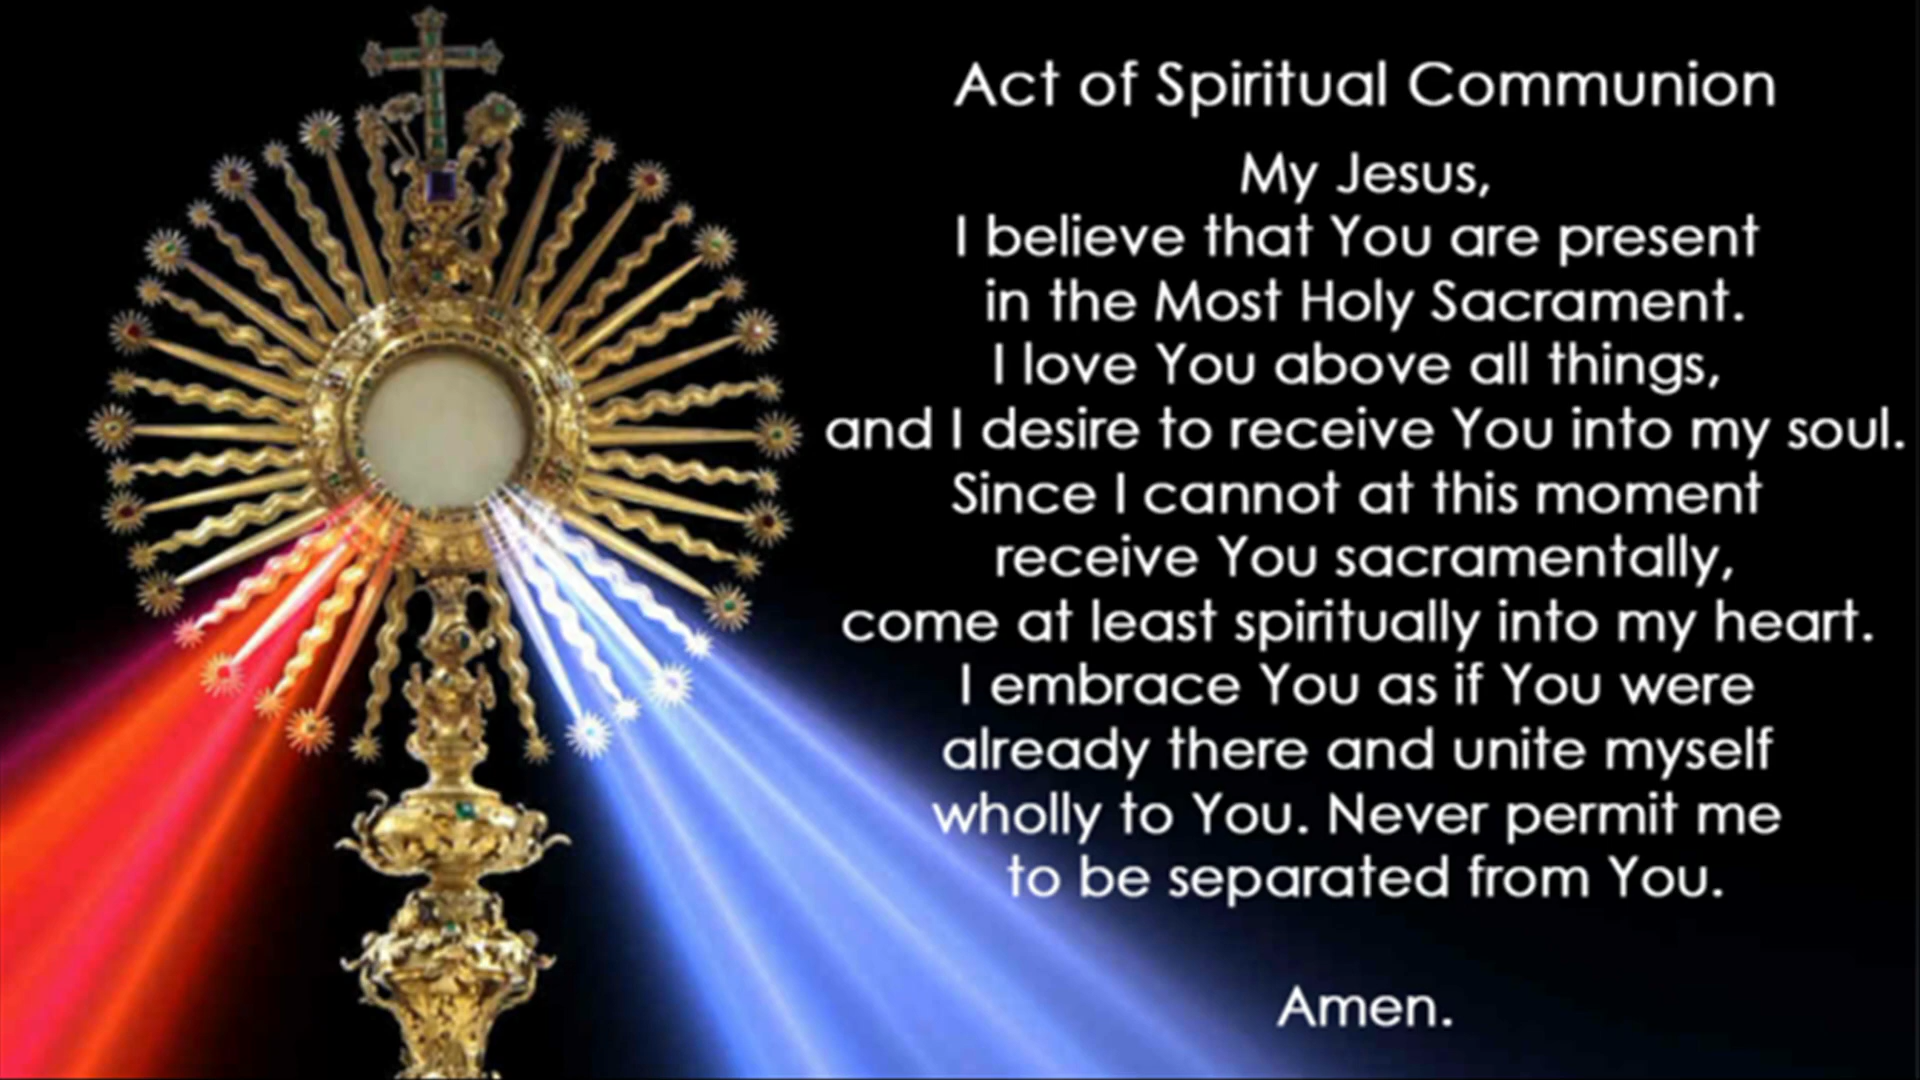 Act of Spiritual Communion
My Jesus,
I believe that You are present
in the Most Holy Sacrament.
I love You above all things,
and I desire to receive You into my soul.
Since I cannot at this moment
receive You sacramentally,
come at least spiritually into my heart.
I embrace You as if You were
already there and unite myself
wholly to You. Never permit me
to be separated from You.
Amen.